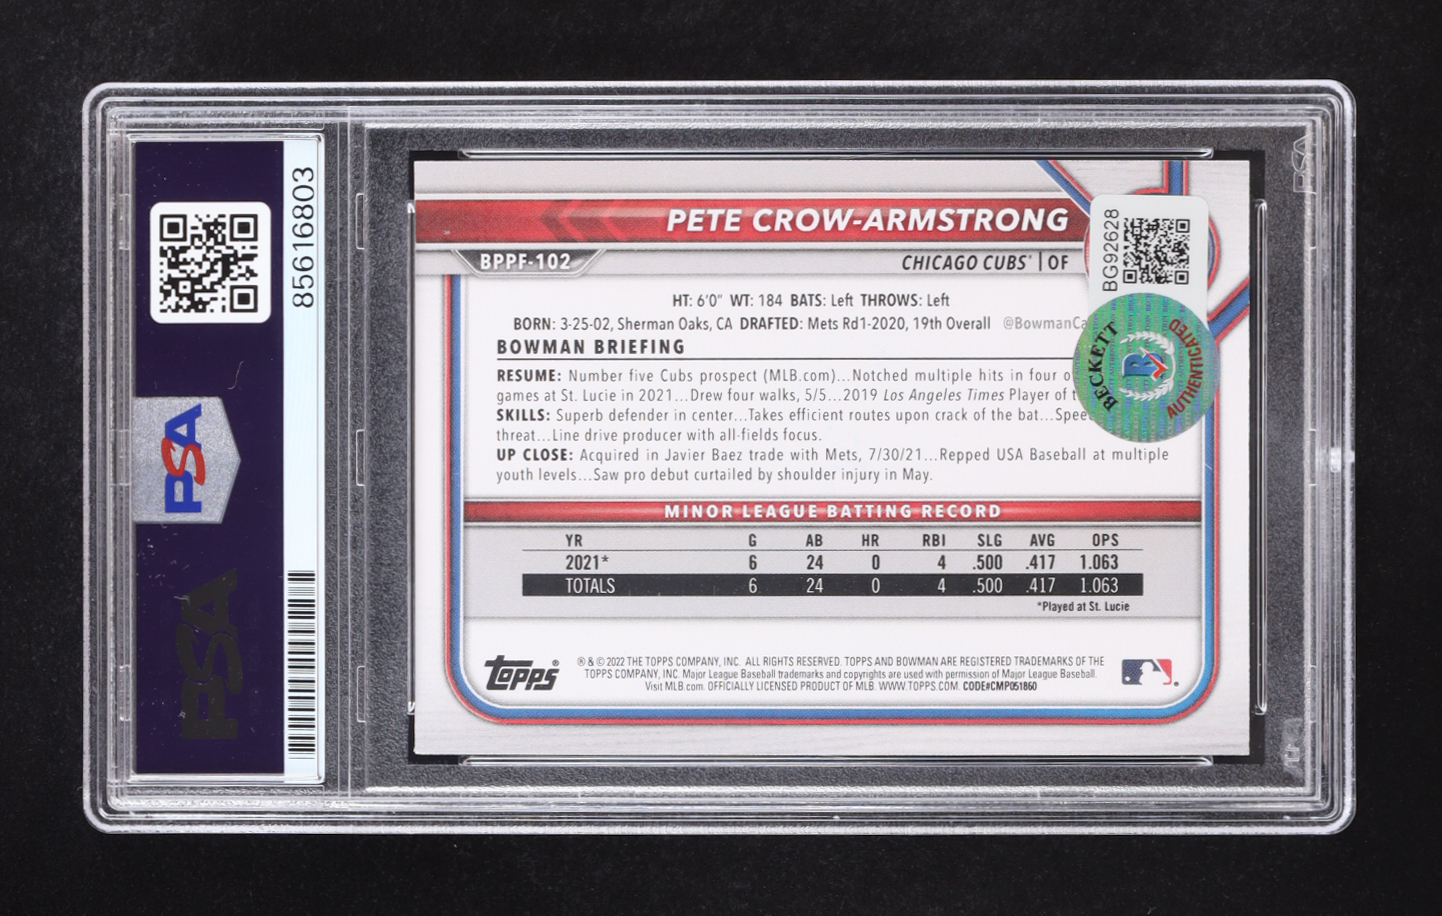 85616803
PSA
PSA
PSA
PETE CROW-ARMSTRONG
BPPF-102
CHICAGO CUBS' | OF
BG92628
BECKETT
AUTHENTICATED
B
HT: 6'0" WT: 184 BATS: Left THROWS: Left
BORN: 3-25-02, Sherman Oaks, CA DRAFTED: Mets Rd1-2020, 19th Overall @BowmanCa
BOWMAN BRIEFING
RESUME: Number five Cubs prospect (MLB.com)...Notched multiple hits in four o
games at St. Lucie in 2021...Drew four walks, 5/5...2019 Los Angeles Times Player of t
SKILLS: Superb defender in center...Takes efficient routes upon crack of the bat...Spee
threat...Line drive producer with all-fields focus.
UP CLOSE: Acquired in Javier Baez trade with Mets, 7/30/21...Repped USA Baseball at multiple
youth levels...Saw pro debut curtailed by shoulder injury in May.
MINOR LEAGUE BATTING RECORD
YR G AB HR RBI SLG AVG OPS
2021* 6 24 0 4 .500 .417 1.063
TOTALS 6 24 0 4 .500 .417 1.063
*Played at St. Lucie
Topps®
® & © 2022 THE TOPPS COMPANY, INC. ALL RIGHTS RESERVED. TOPPS AND BOWMAN ARE REGISTERED TRADEMARKS OF THE
TOPPS COMPANY, INC. Major League Baseball trademarks and copyrights are used with permission of Major League Baseball.
Visit MLB.com. OFFICIALLY LICENSED PRODUCT OF MLB. WWW.TOPPS.COM. CODE#CMP051860